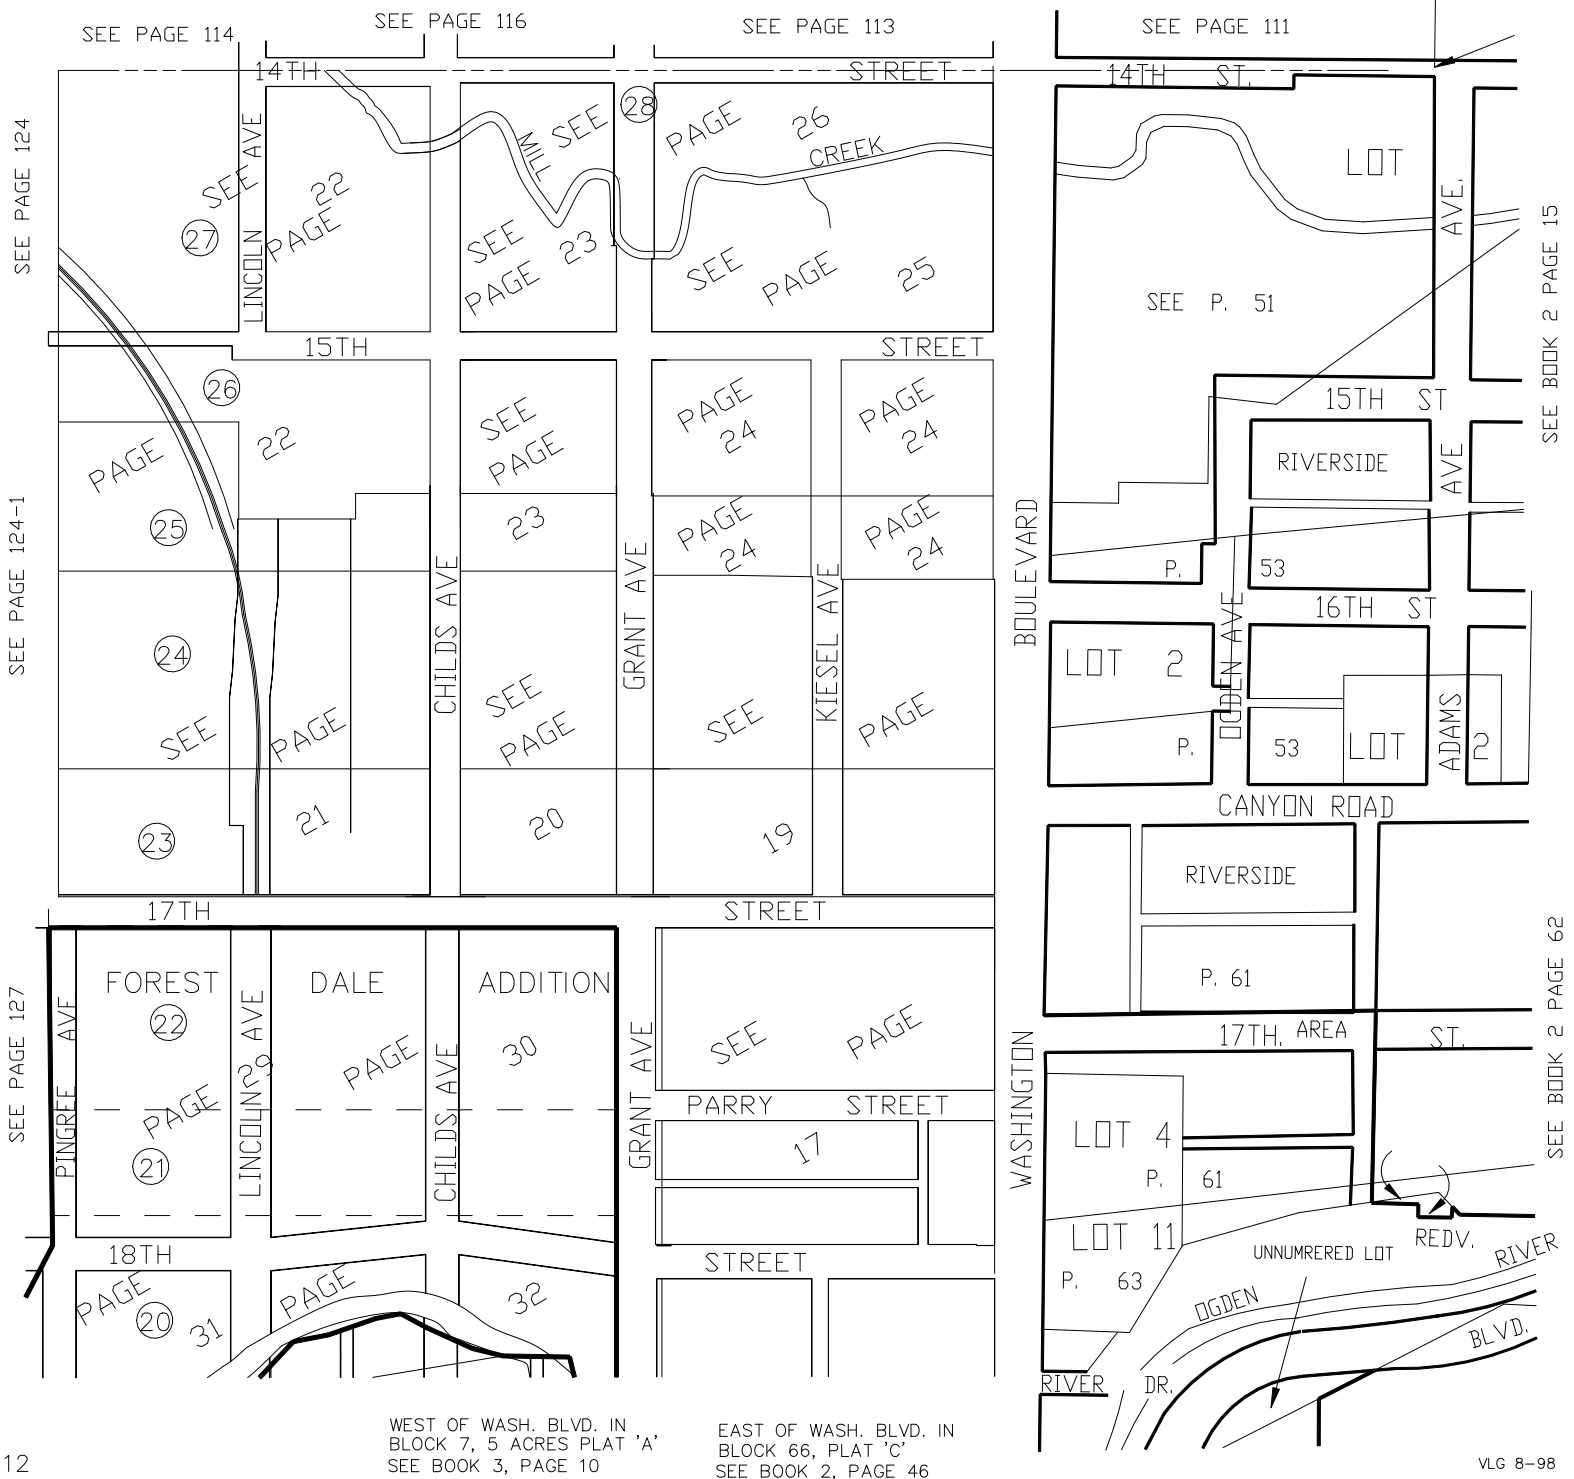 SEE PAGE 114
SEE PAGE 116
SEE PAGE 113
SEE PAGE 111
14TH
STREET
14TH ST.
SEE PAGE 124
LINCOLN AVE
27
SEE
PAGE
22
MILL
SEE
28
PAGE
26
CREEK
SEE
PAGE
23
SEE
PAGE
25
LOT
AVE.
SEE P. 51
SEE BOOK 2 PAGE 15
15TH
STREET
15TH ST
26
22
PAGE
25
SEE
PAGE
23
PAGE
24
PAGE
24
PAGE
24
PAGE
24
RIVERSIDE
AVE
P.
53
SEE PAGE 124-1
CHILDS AVE
GRANT AVE
KIESEL AVE
BOULEVARD
OGDEN AVE
16TH ST
24
SEE
PAGE
21
23
SEE
PAGE
20
SEE
PAGE
19
LOT 2
P.
53
LOT
2
ADAMS
CANYON ROAD
RIVERSIDE
P. 61
17TH
STREET
17TH. AREA
ST.
SEE PAGE 127
PINGREE AVE
FOREST DALE ADDITION
22
LINCOLN AVE
PAGE
29
PAGE
30
CHILDS AVE
GRANT AVE
21
SEE
PAGE
PARRY STREET
17
WASHINGTON
LOT 4
P. 61
LOT 11
P. 63
SEE BOOK 2 PAGE 62
REDV.
UNNUMRERED LOT
18TH
STREET
PAGE
20
31
PAGE
32
OGDEN
RIVER
BLVD.
RIVER DR.
WEST OF WASH. BLVD. IN
BLOCK 7, 5 ACRES PLAT 'A'
SEE BOOK 3, PAGE 10
EAST OF WASH. BLVD. IN
BLOCK 66, PLAT 'C'
SEE BOOK 2, PAGE 46
12
VLG 8-98